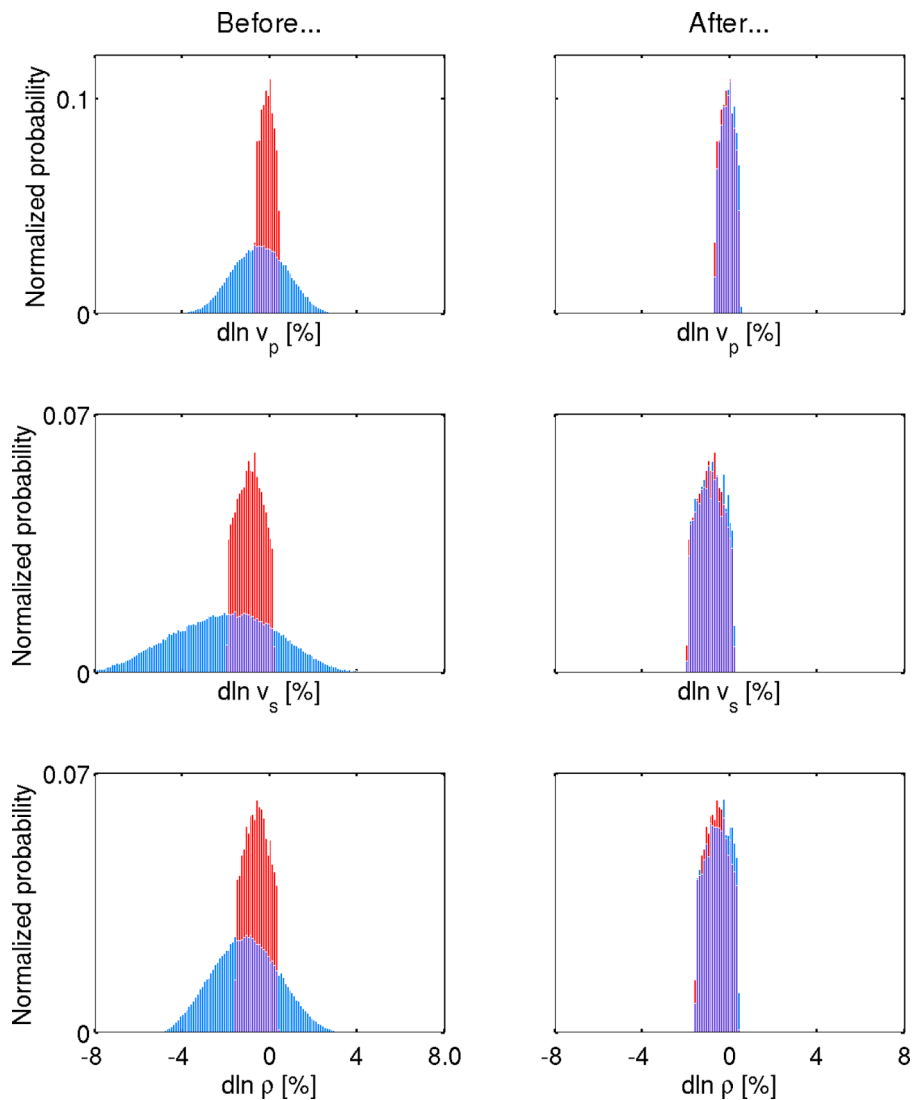 Before...
After...
Normalized probability
0.1
0
dln v_p [%]
dln v_p [%]
Normalized probability
0.07
0
dln v_s [%]
dln v_s [%]
Normalized probability
0.07
0
-8
-4
0
4
8.0
-8
-4
0
4
8
dln ρ [%]
dln ρ [%]